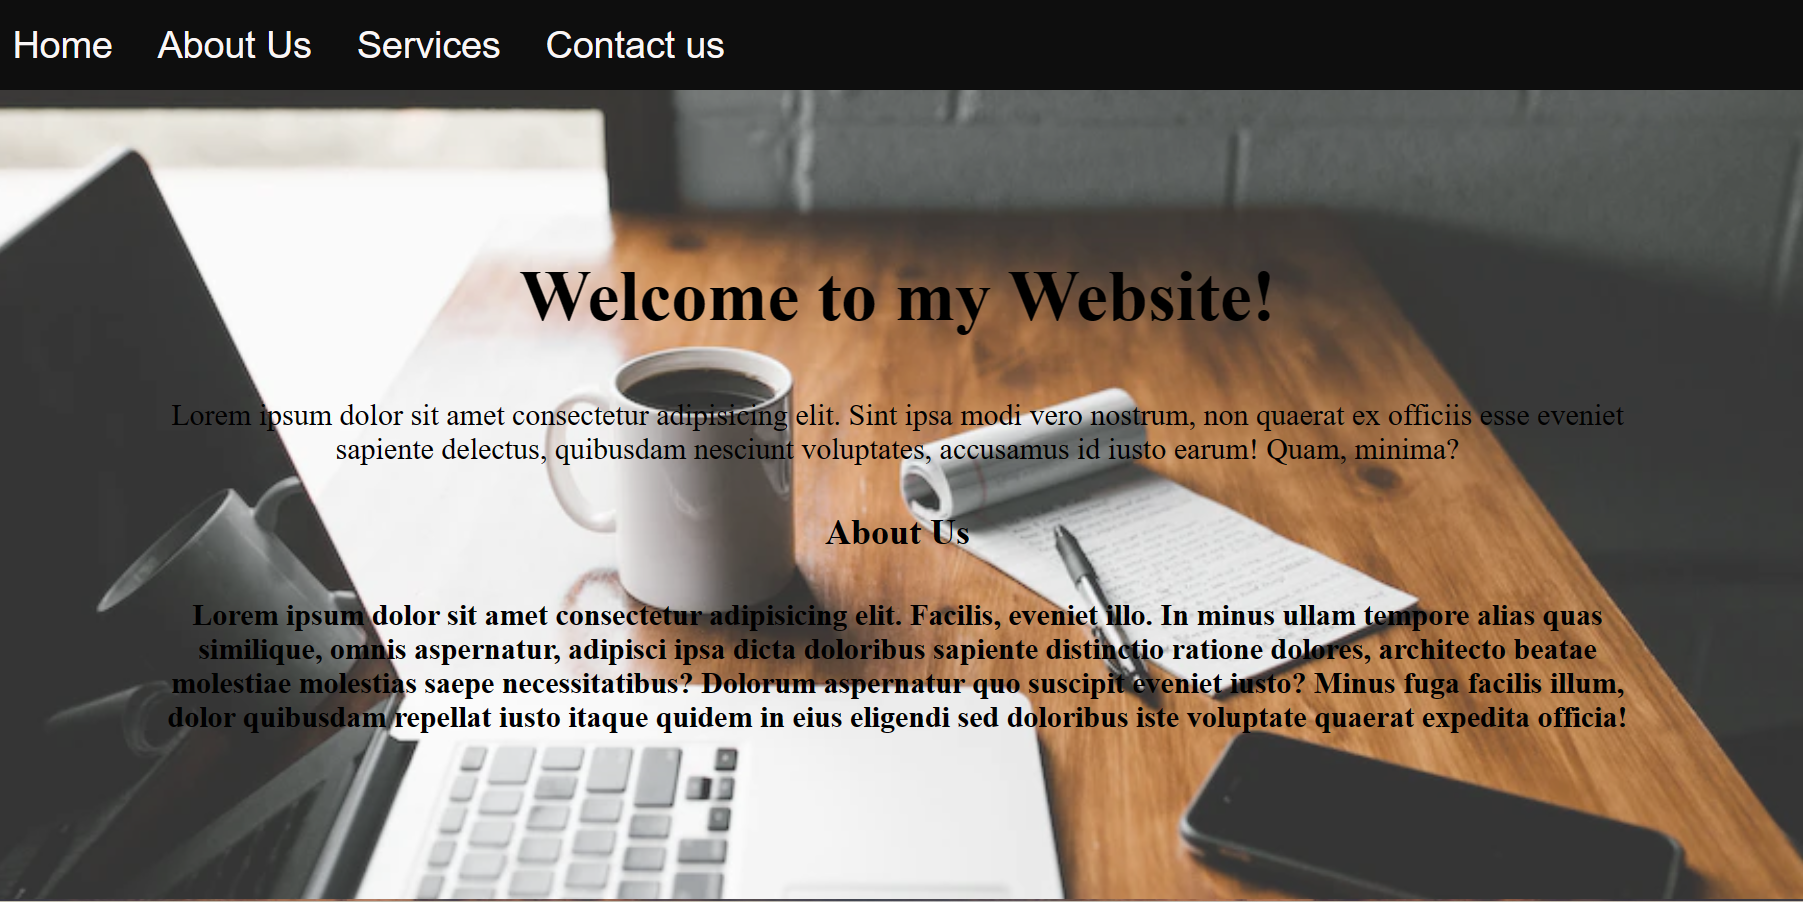 Home About Us Services Contact us
Welcome to my Website!
Lorem ipsum dolor sit amet consectetur adipisicing elit. Sint ipsa modi vero nostrum, non quaerat ex officiis esse eveniet
sapiente delectus, quibusdam nesciunt voluptates, accusamus id iusto earum! Quam, minima?
About Us
Lorem ipsum dolor sit amet consectetur adipisicing elit. Facilis, eveniet illo. In minus ullam tempore alias quas
similique, omnis aspernatur, adipisci ipsa dicta doloribus sapiente distinctio ratione dolores, architecto beatae
molestiae molestias saepe necessitatibus? Dolorum aspernatur quo suscipit eveniet iusto? Minus fuga facilis illum,
dolor quibusdam repellat iusto itaque quidem in eius eligendi sed doloribus iste voluptate quaerat expedita officia!